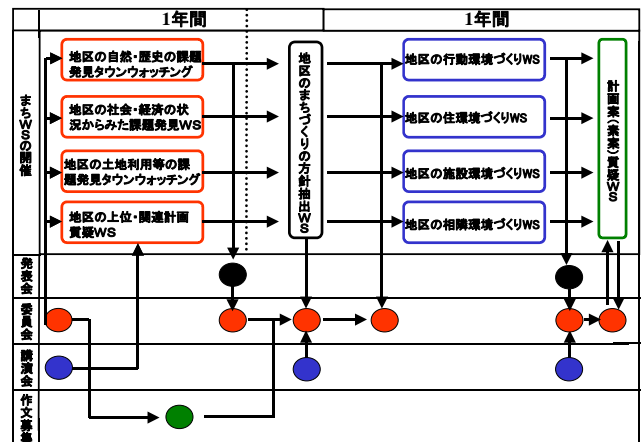 1年間
1年間
まちWSの開催
地区の自然・歴史の課題
発見タウンウォッチング
地区の社会・経済の状
況からみた課題発見WS
地区の土地利用等の課
題発見タウンウォッチング
地区の上位・関連計画
質疑WS
地区のまちづくりの方針抽出WS
地区の行動環境づくりWS
地区の住環境づくりWS
地区の施設環境づくりWS
地区の相隣環境づくりWS
計画案(素案)質疑WS
発表会
委員会
講演会
作文募集